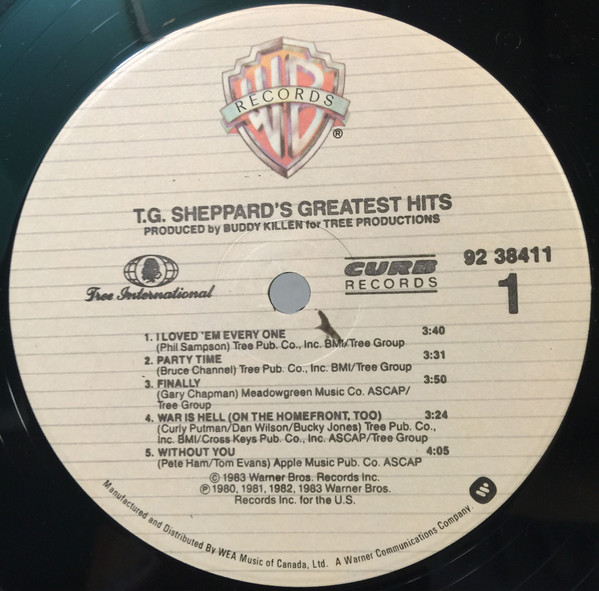 WB
RECORDS
®
T.G. SHEPPARD'S GREATEST HITS
PRODUCED by BUDDY KILLEN for TREE PRODUCTIONS
Tree International
CURB
RECORDS
92 38411
1
1. I LOVED 'EM EVERY ONE 3:40
(Phil Sampson) Tree Pub. Co., Inc. BMI/Tree Group
2. PARTY TIME 3:31
(Bruce Channel) Tree Pub. Co., Inc. BMI/Tree Group
3. FINALLY 3:50
(Gary Chapman) Meadowgreen Music Co. ASCAP/
Tree Group
4. WAR IS HELL (ON THE HOMEFRONT, TOO) 3:24
(Curly Putman/Dan Wilson/Bucky Jones) Tree Pub. Co.,
Inc. BMI/Cross Keys Pub. Co., Inc. ASCAP/Tree Group
5. WITHOUT YOU 4:05
(Pete Ham/Tom Evans) Apple Music Pub. Co. ASCAP
© 1983 Warner Bros. Records Inc.
℗ 1980, 1981, 1982, 1983 Warner Bros.
Records Inc. for the U.S.
Manufactured and Distributed By WEA Music of Canada, Ltd. A Warner Communications Company.